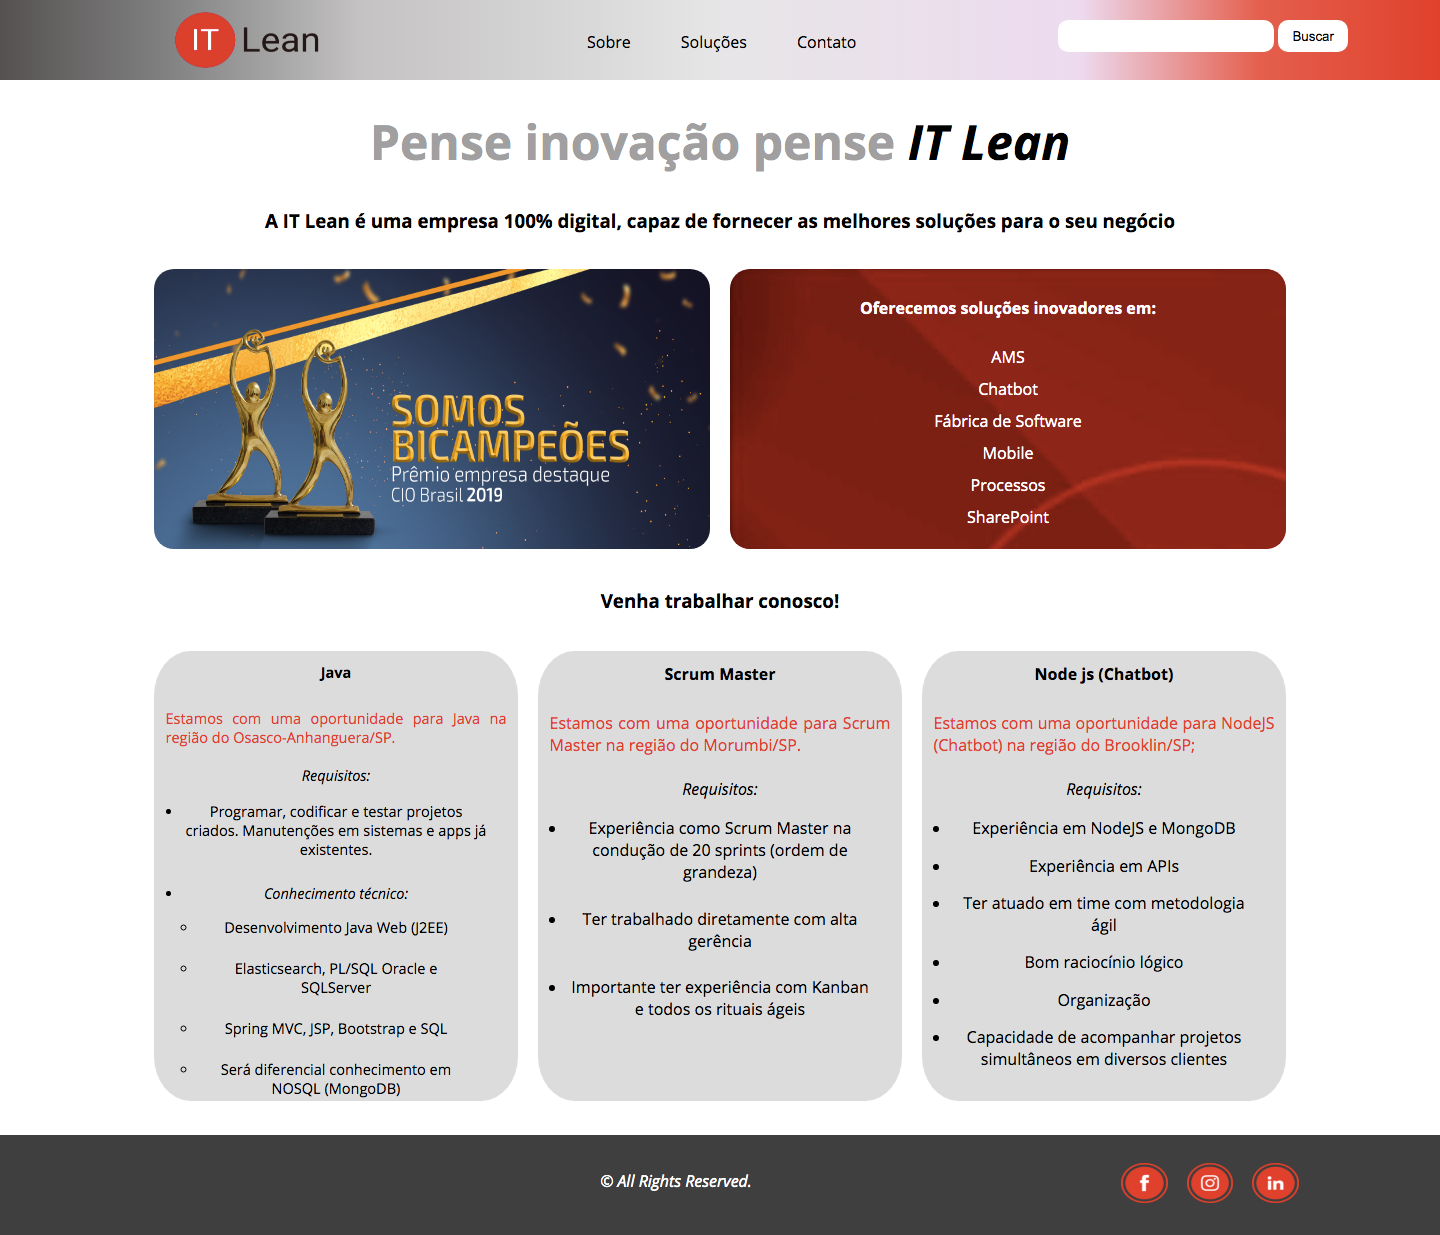 IT Lean
Sobre Soluções Contato
Buscar
Pense inovação pense IT Lean
A IT Lean é uma empresa 100% digital, capaz de fornecer as melhores soluções para o seu negócio
SOMOS
BICAMPEÕES
Prêmio empresa destaque
CIO Brasil 2019
Oferecemos soluções inovadores em:
AMS
Chatbot
Fábrica de Software
Mobile
Processos
SharePoint
Venha trabalhar conosco!
Java
Estamos com uma oportunidade para Java na
região do Osasco-Anhanguera/SP.
Requisitos:
Programar, codificar e testar projetos
criados. Manutenções em sistemas e apps já
existentes.
Conhecimento técnico:
Desenvolvimento Java Web (J2EE)
Elasticsearch, PL/SQL Oracle e
SQLServer
Spring MVC, JSP, Bootstrap e SQL
Será diferencial conhecimento em
NOSQL (MongoDB)
Scrum Master
Estamos com uma oportunidade para Scrum
Master na região do Morumbi/SP.
Requisitos:
Experiência como Scrum Master na
condução de 20 sprints (ordem de
grandeza)
Ter trabalhado diretamente com alta
gerência
Importante ter experiência com Kanban
e todos os rituais ágeis
Node js (Chatbot)
Estamos com uma oportunidade para NodeJS
(Chatbot) na região do Brooklin/SP;
Requisitos:
Experiência em NodeJS e MongoDB
Experiência em APIs
Ter atuado em time com metodologia
ágil
Bom raciocínio lógico
Organização
Capacidade de acompanhar projetos
simultâneos em diversos clientes
© All Rights Reserved.